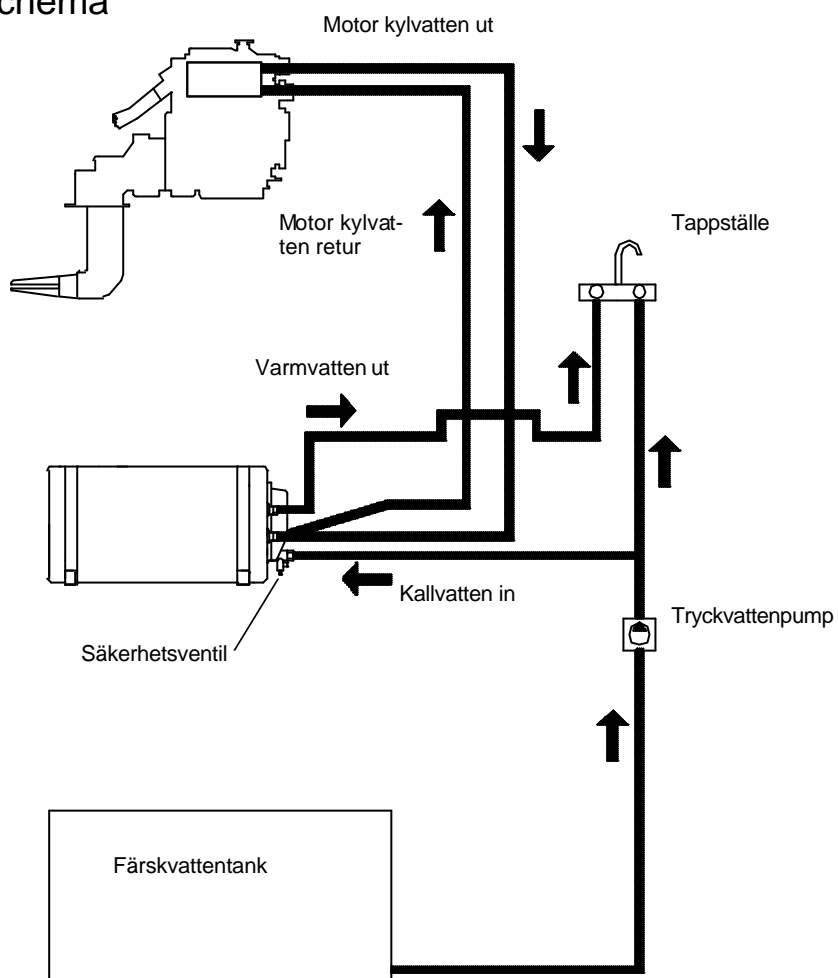 chema
Motor kylvatten ut
Motor kylvat-
ten retur
Tappställe
Varmvatten ut
Kallvatten in
Tryckvattenpump
Säkerhetsventil
Färskvattentank